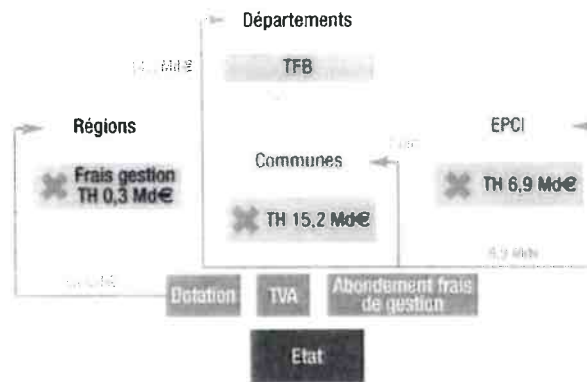 Départements
TFB
Régions
EPCI
Communes
Frais gestion
TH 0,3 Md€
TH 6,9 Md€
TH 15,2 Md€
Dotation
TVA
Abondement frais
de gestion
Etat